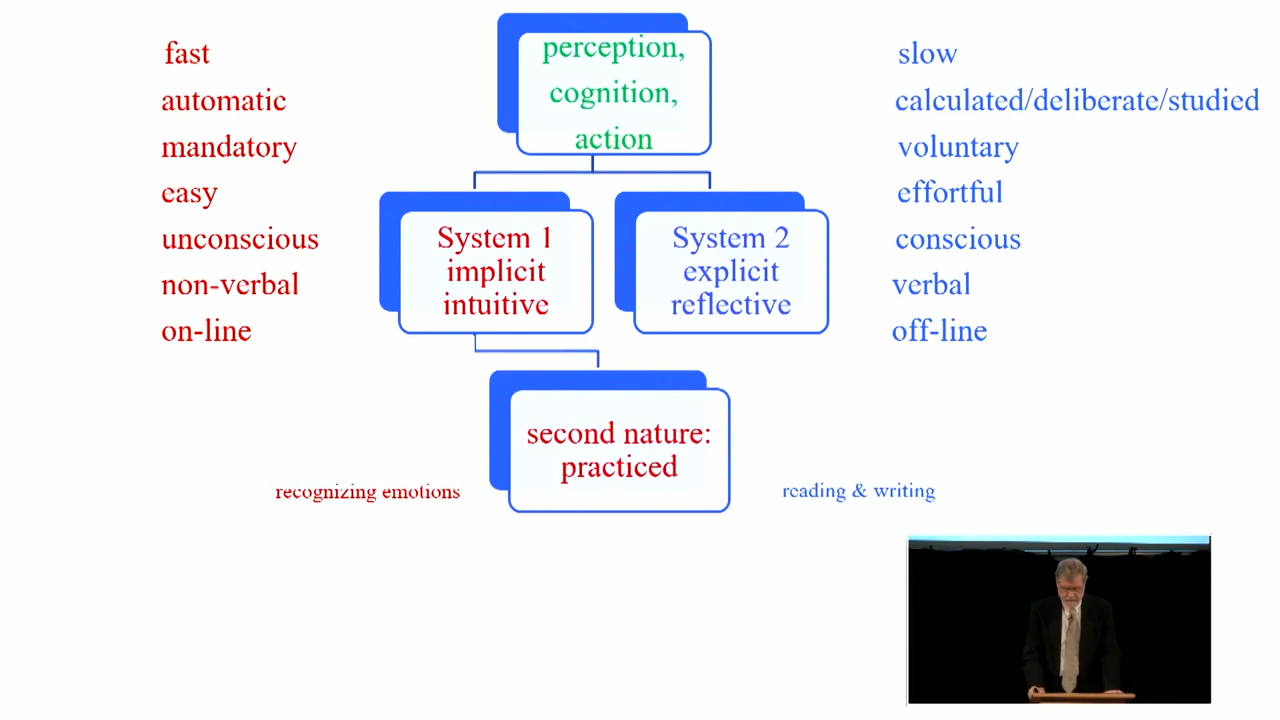 fast
automatic
mandatory
easy
unconscious
non-verbal
on-line
perception,
cognition,
action
System 1
implicit
intuitive
System 2
explicit
reflective
second nature:
practiced
slow
calculated/deliberate/studied
voluntary
effortful
conscious
verbal
off-line
recognizing emotions
reading & writing